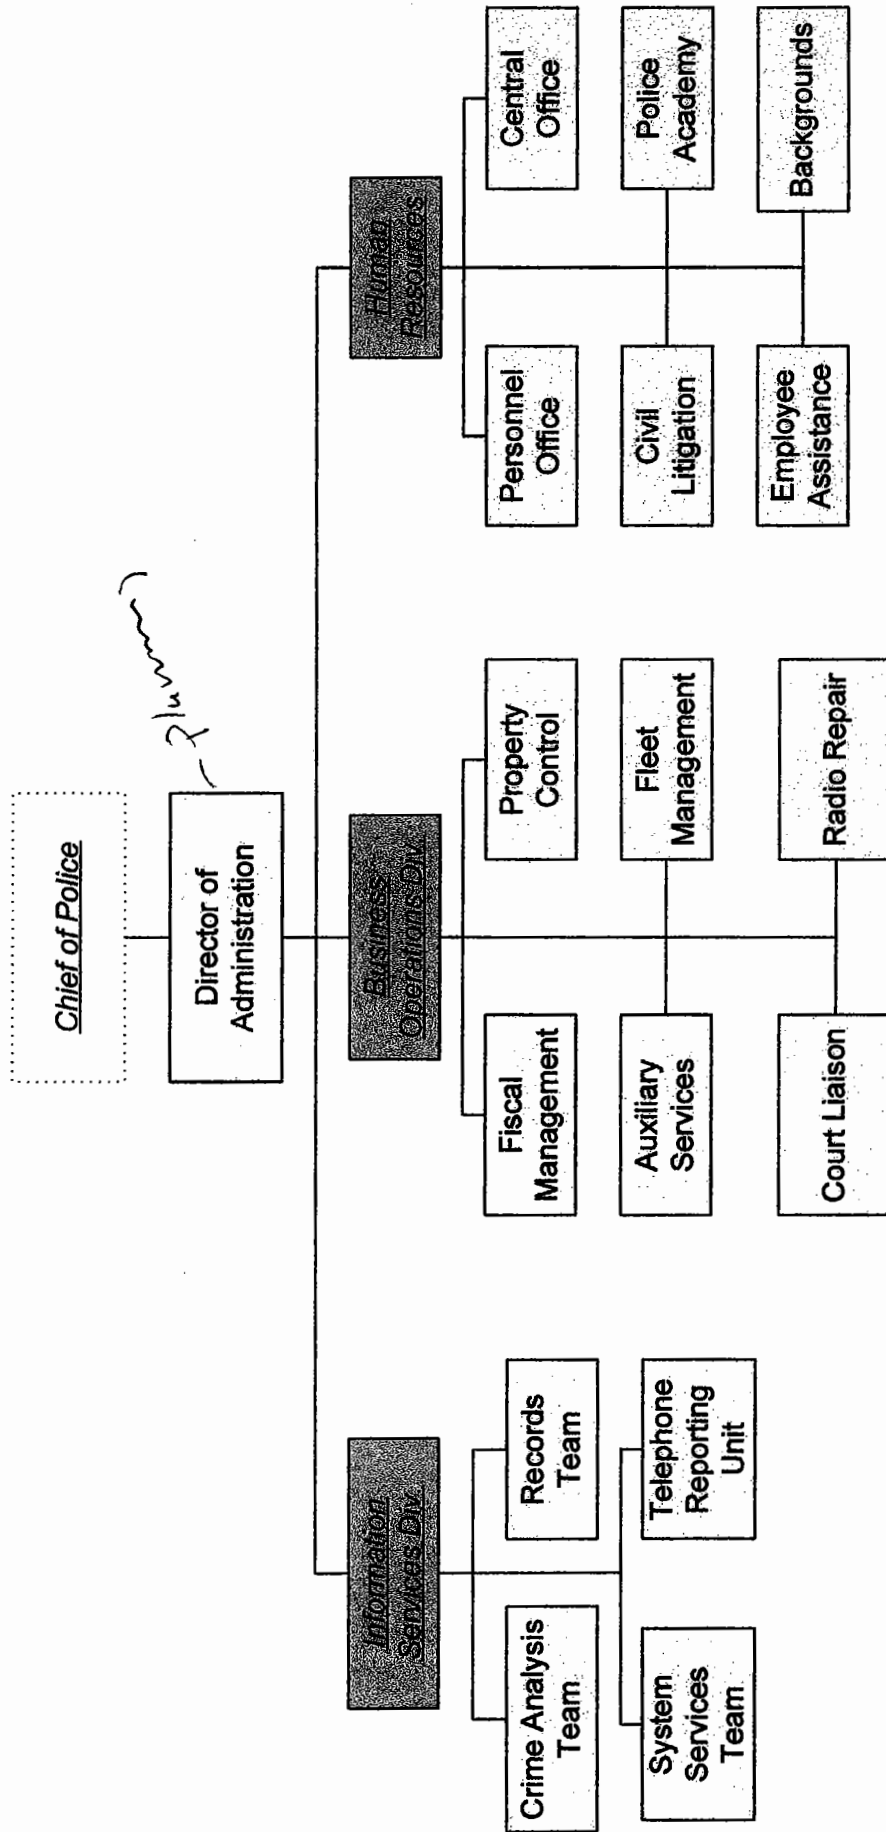 Chief of Police
Director of
Administration
Information
Services Div.
Business
Operations Div.
Human
Resources
Crime Analysis
Team
Records
Team
System
Services
Team
Telephone
Reporting
Unit
Fiscal
Management
Property
Control
Auxiliary
Services
Fleet
Management
Court Liaison
Radio Repair
Personnel
Office
Central
Office
Civil
Litigation
Police
Academy
Employee
Assistance
Backgrounds